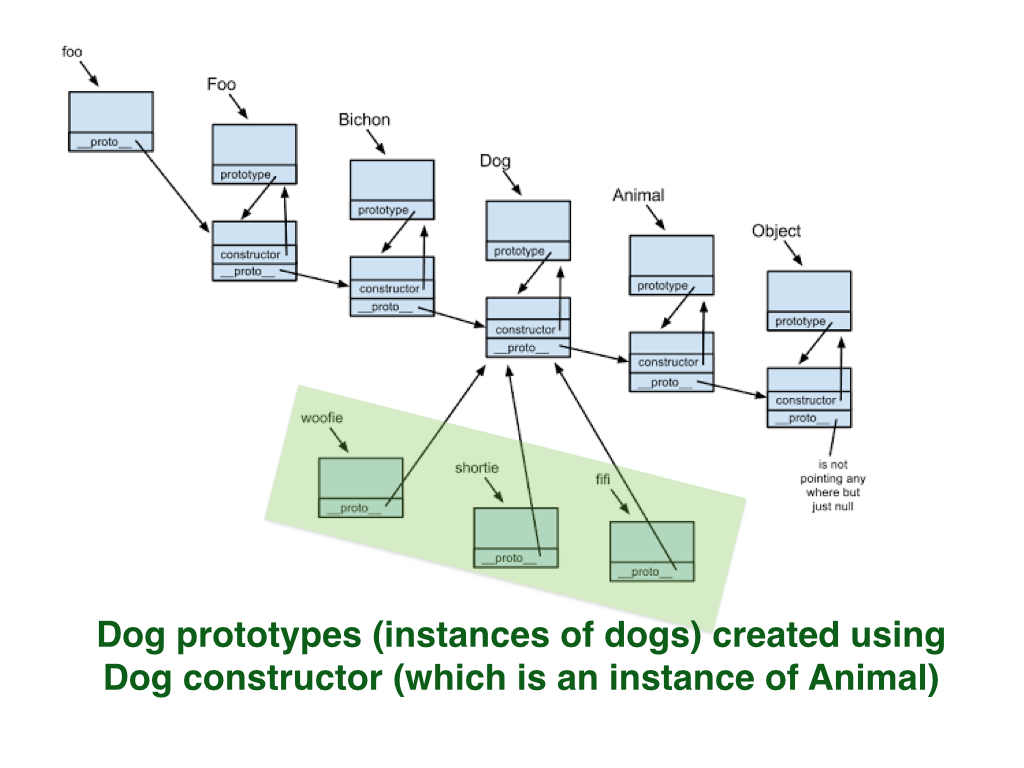 foo
Foo
Bichon
Dog
Animal
Object
__proto__
prototype
constructor
__proto__
prototype
constructor
__proto__
prototype
constructor
__proto__
prototype
constructor
__proto__
prototype
constructor
__proto__
is not
pointing any
where but
just null
woofie
__proto__
shortie
__proto__
fifi
__proto__
Dog prototypes (instances of dogs) created using
Dog constructor (which is an instance of Animal)